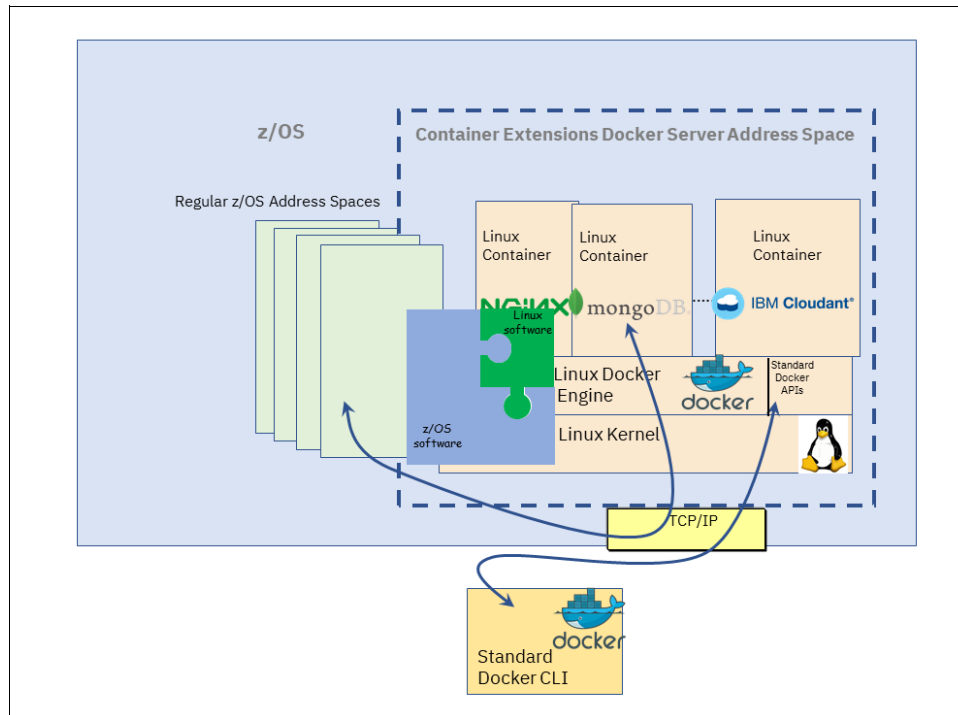 z/OS
Container Extensions Docker Server Address Space
Regular z/OS Address Spaces
Linux
Container
Linux
Container
Linux
Container
NGiNX
mongoDB.
IBM Cloudant®
Linux
software
z/OS
software
Linux Docker
Engine
docker
Standard
Docker
APIs
Linux Kernel
TCP/IP
docker
Standard
Docker CLI